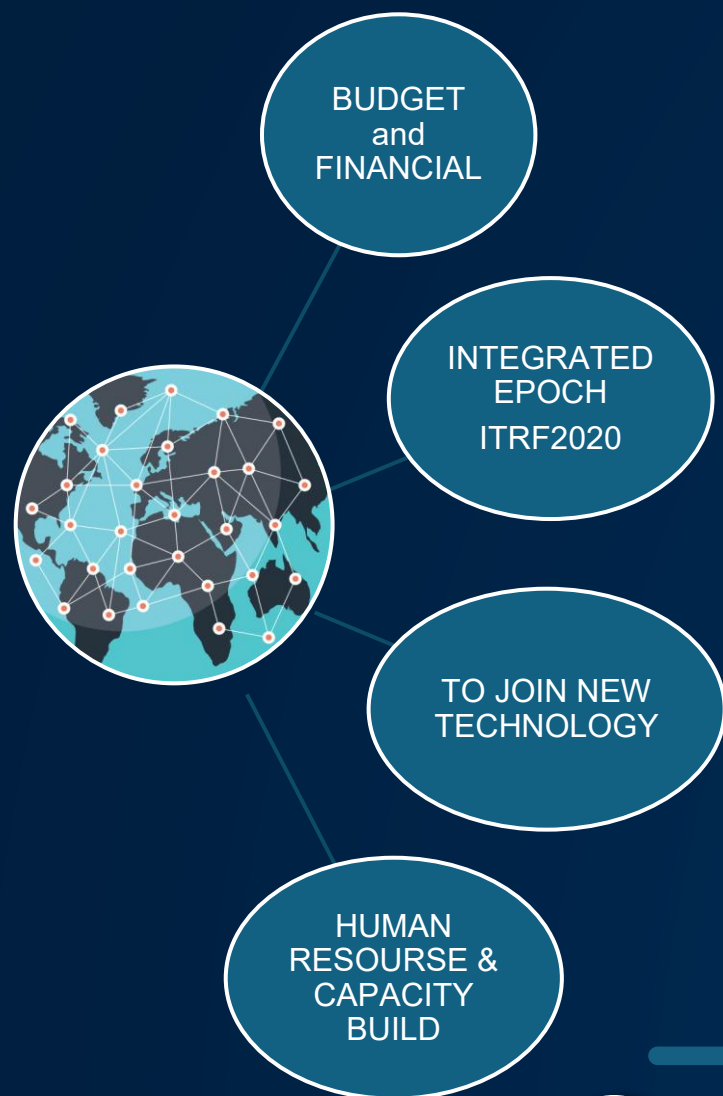 BUDGET
and
FINANCIAL
INTEGRATED
EPOCH
ITRF2020
TO JOIN NEW
TECHNOLOGY
HUMAN
RESOURSE &
CAPACITY
BUILD